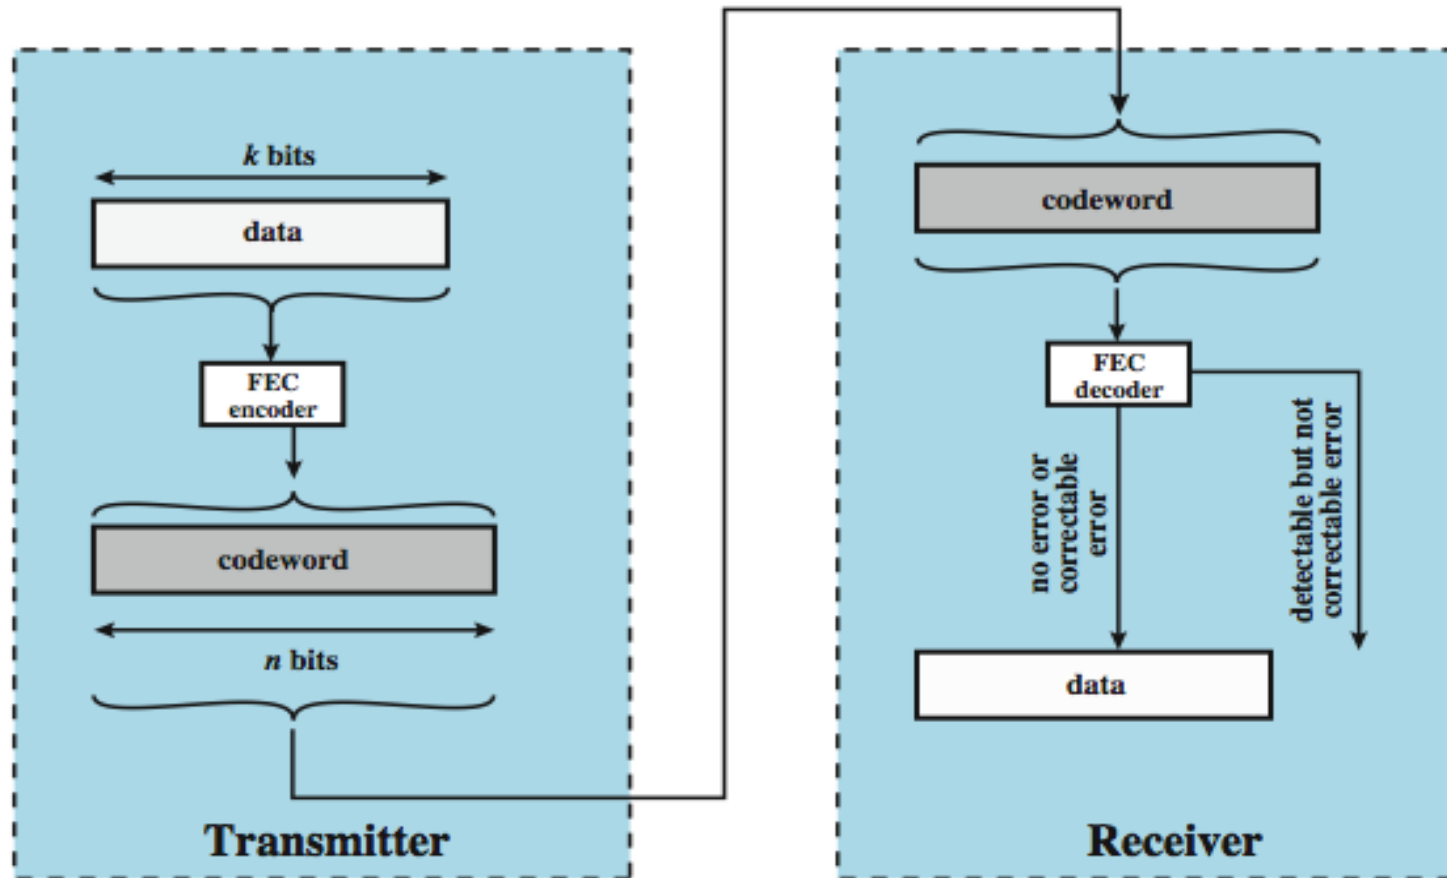 k bits
data
FEC
encoder
codeword
n bits
Transmitter
codeword
FEC
decoder
no error or
correctable
error
detectable but not
correctable error
data
Receiver